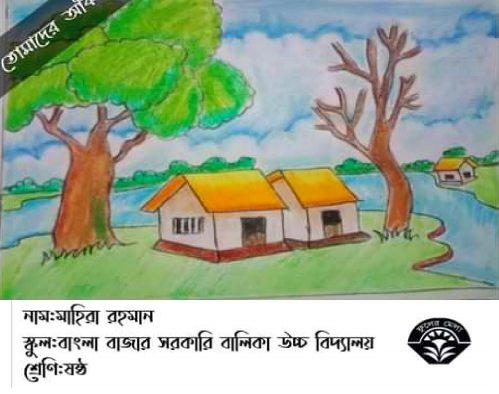 তোমাদের আঁক
নাম:মাহিরা রহমান
স্কুল:বাংলা বাজার সরকারি বালিকা উচ্চ বিদ্যালয়
শ্রেণি:ষষ্ঠ
ফুলের মেলা